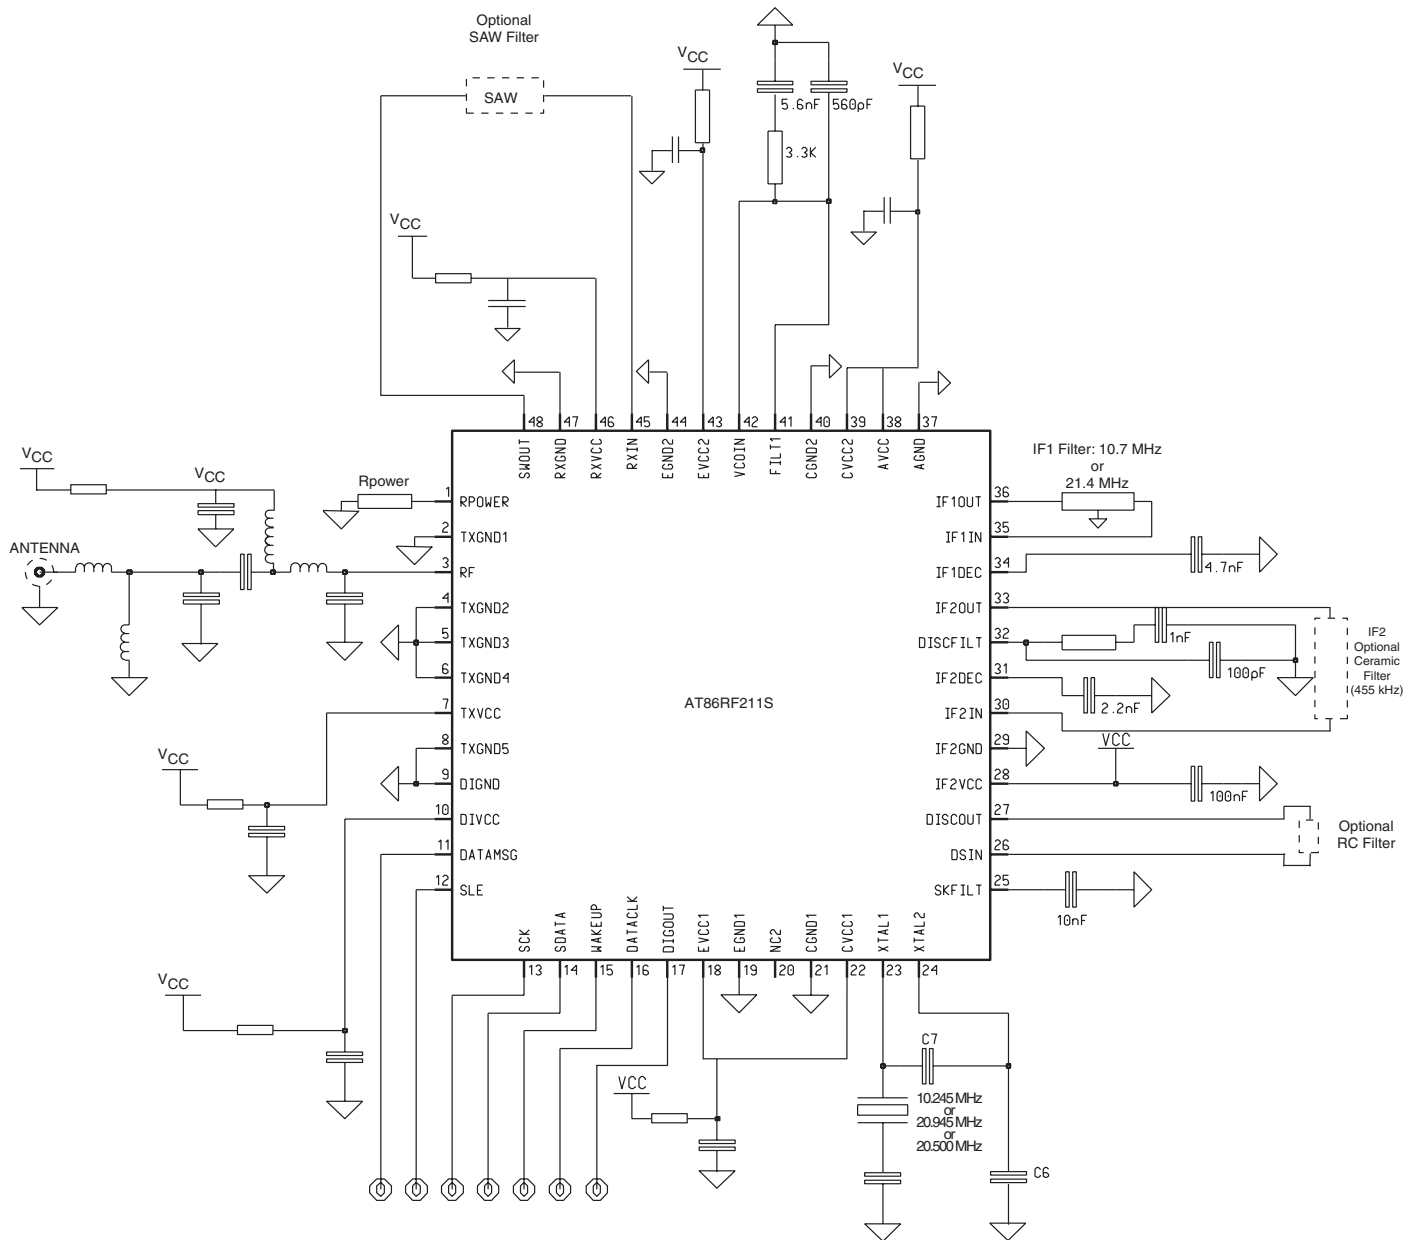 Optional
SAW Filter
SAW
VCC
5.6nF
560pF
VCC
3.3K
VCC
48
47
46
45
44
43
42
41
40
39
38
37
SWOUT
RXGND
RXVCC
RXIN
EGND2
EVCC2
VCOIN
FILT1
CGND2
CVCC2
AVCC
AGND
VCC
VCC
ANTENNA
Rpower
1
RPOWER
2
TXGND1
3
RF
4
TXGND2
5
TXGND3
6
TXGND4
7
TXVCC
8
TXGND5
9
DIGND
10
DIVCC
11
DATAMSG
12
SLE
VCC
VCC
AT86RF211S
IF1 Filter: 10.7 MHz
or
21.4 MHz
IF1OUT
36
IF1IN
35
IF1DEC
34
4.7nF
IF2OUT
33
DISCFILT
32
1nF
100pF
IF2
Optional
Ceramic
Filter
(455 kHz)
IF2DEC
31
2.2nF
IF2IN
30
IF2GND
29
VCC
IF2VCC
28
100nF
DISCOUT
27
DSIN
26
Optional
RC Filter
SKFILT
25
10nF
SCK
SDATA
WAKEUP
DATACLK
DIGOUT
EVCC1
EGND1
NC2
CGND1
CVCC1
XTAL1
XTAL2
13
14
15
16
17
18
19
20
21
22
23
24
VCC
C7
10.245 MHz
or
20.945 MHz
or
20.500 MHz
C6